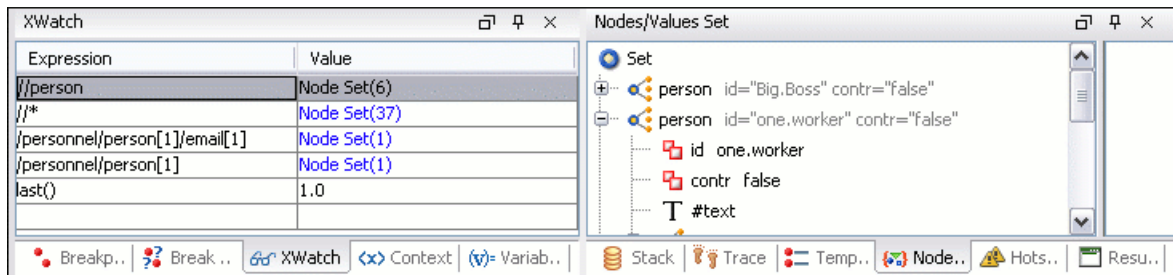 XWatch
Expression Value
//person Node Set(6)
//* Node Set(37)
/personnel/person[1]/email[1] Node Set(1)
/personnel/person[1] Node Set(1)
last() 1.0
Breakp.. Break .. XWatch Context Variab..
Nodes/Values Set
Set
person id="Big.Boss" contr="false"
person id="one.worker" contr="false"
id one.worker
contr false
#text
Stack Trace Temp.. Node.. Hots.. Resu..